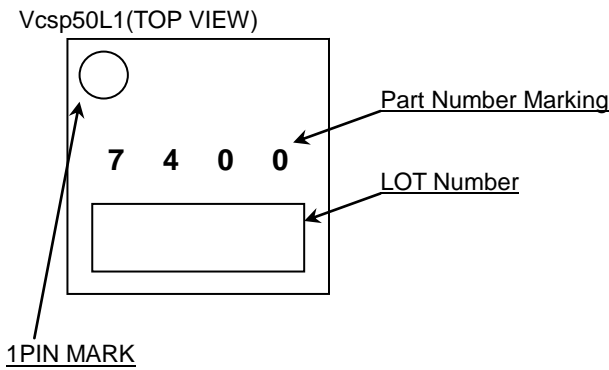 Vcsp50L1(TOP VIEW)
Part Number Marking
7 4 0 0
LOT Number
1PIN MARK